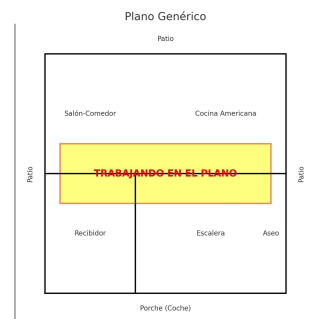 Plano Genérico
Patio
Salón-Comedor
Cocina Americana
Patio
TRABAJANDO EN EL PLANO
Patio
Recibidor
Escalera
Aseo
Porche (Coche)